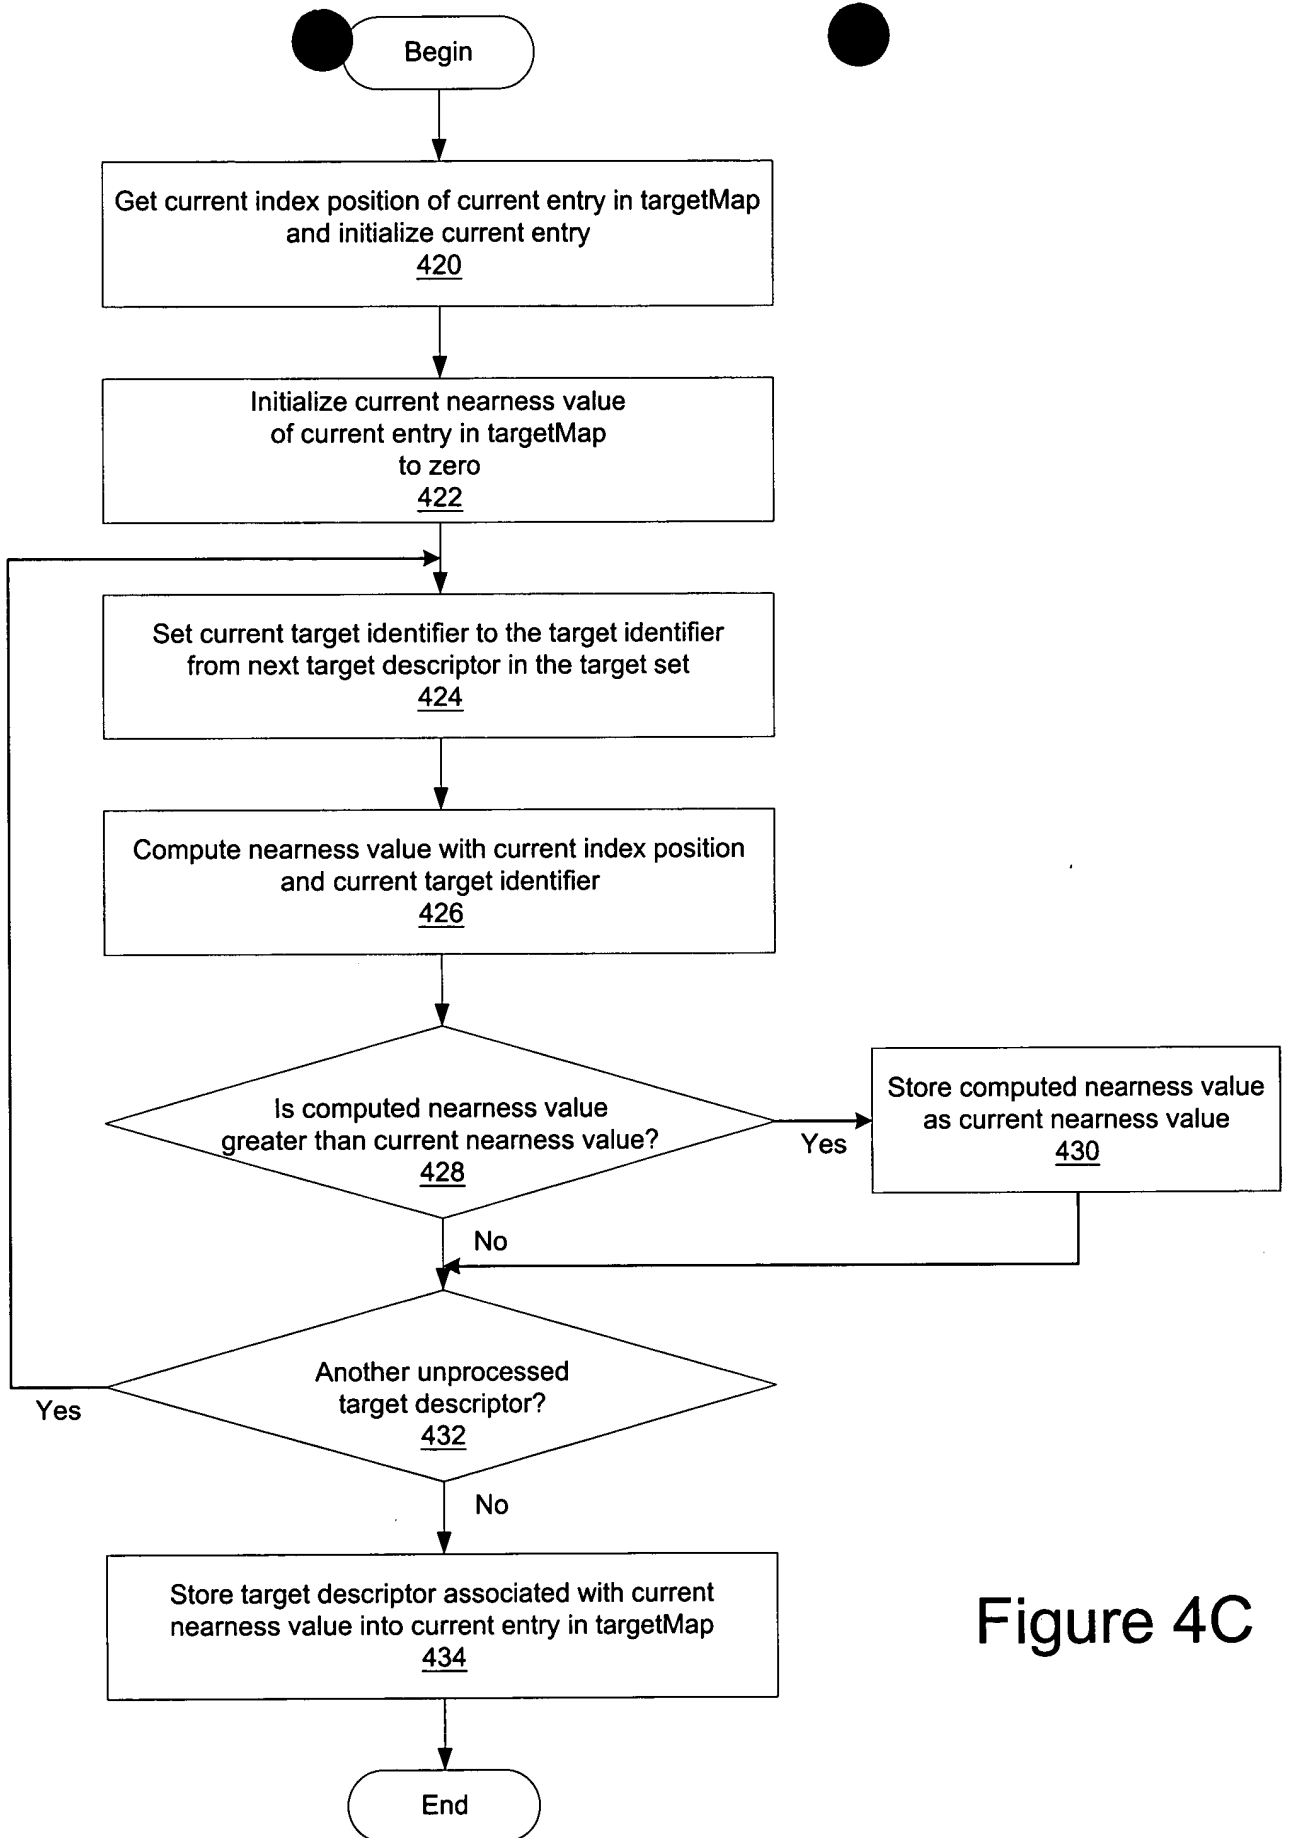 Begin
Get current index position of current entry in targetMap
and initialize current entry
420
Initialize current nearness value
of current entry in targetMap
to zero
422
Set current target identifier to the target identifier
from next target descriptor in the target set
424
Compute nearness value with current index position
and current target identifier
426
Is computed nearness value
greater than current nearness value?
428
Yes
Store computed nearness value
as current nearness value
430
No
Another unprocessed
target descriptor?
432
Yes
No
Store target descriptor associated with current
nearness value into current entry in targetMap
434
Figure 4C
End